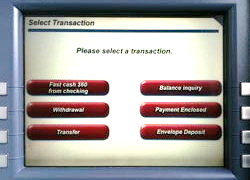 Select Transaction
Please select a transaction.
Fast cash $60
from checking
Balance inquiry
Withdrawal
Payment Enclosed
Transfer
Envelope Deposit